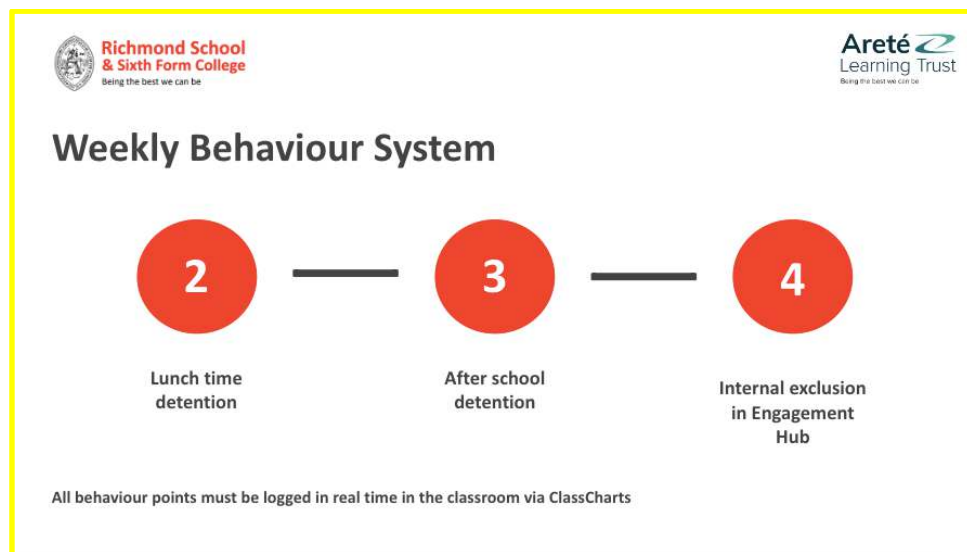 Richmond School
& Sixth Form College
Being the best we can be
Areté
Learning Trust
Being the best we can be
Weekly Behaviour System
2
3
4
Lunch time
detention
After school
detention
Internal exclusion
in Engagement
Hub
All behaviour points must be logged in real time in the classroom via ClassCharts